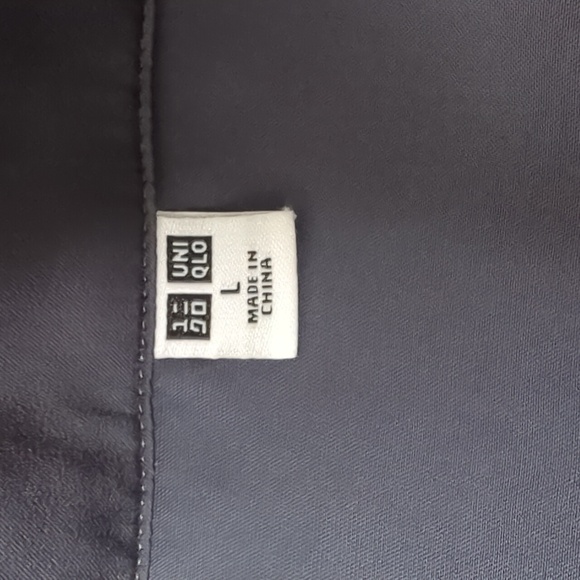 ユニ UNI
クロ QLO
L
MADE IN
CHINA